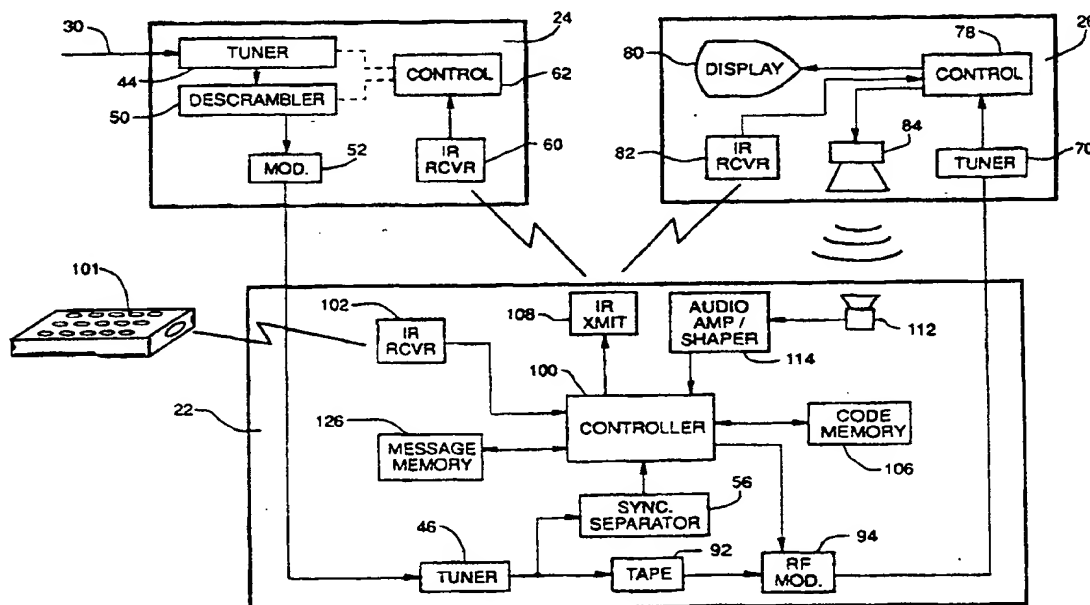 30
TUNER
44
DESCRAMBLER
50
MOD.
52
24
CONTROL
62
IR
RCVR
60
80
DISPLAY
78
CONTROL
26
82
IR
RCVR
84
TUNER
70
101
102
IR
RCVR
108
IR
XMIT
AUDIO
AMP /
SHAPER
114
112
22
100
CONTROLLER
126
MESSAGE
MEMORY
CODE
MEMORY
106
56
SYNC.
SEPARATOR
46
TUNER
92
TAPE
94
RF
MOD.